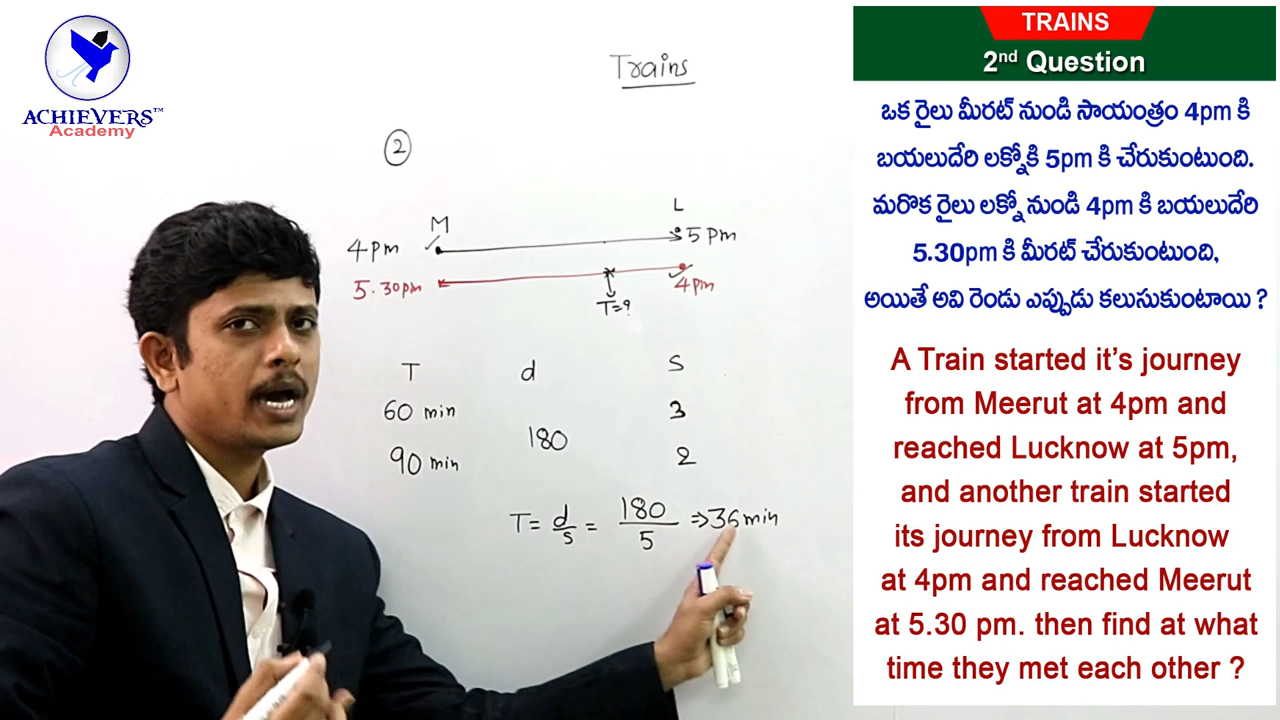 ACHIEVERS™
Academy
Trains
2
M
L
4 pm
5 pm
5.30pm
4pm
T=?
T d S
60 min 3
180
90 min 2
T= d/s = 180/5 ⇒ 36 min
TRAINS
2nd Question
ఒక రైలు మీరట్ నుండి సాయంత్రం 4pm కి
బయలుదేరి లక్నోకి 5pm కి చేరుకుంటుంది.
మరొక రైలు లక్నో నుండి 4pm కి బయలుదేరి
5.30pm కి మీరట్ చేరుకుంటుంది,
అయితే అవి రెండు ఎప్పుడు కలుసుకుంటాయి ?
A Train started it's journey
from Meerut at 4pm and
reached Lucknow at 5pm,
and another train started
its journey from Lucknow
at 4pm and reached Meerut
at 5.30 pm. then find at what
time they met each other ?